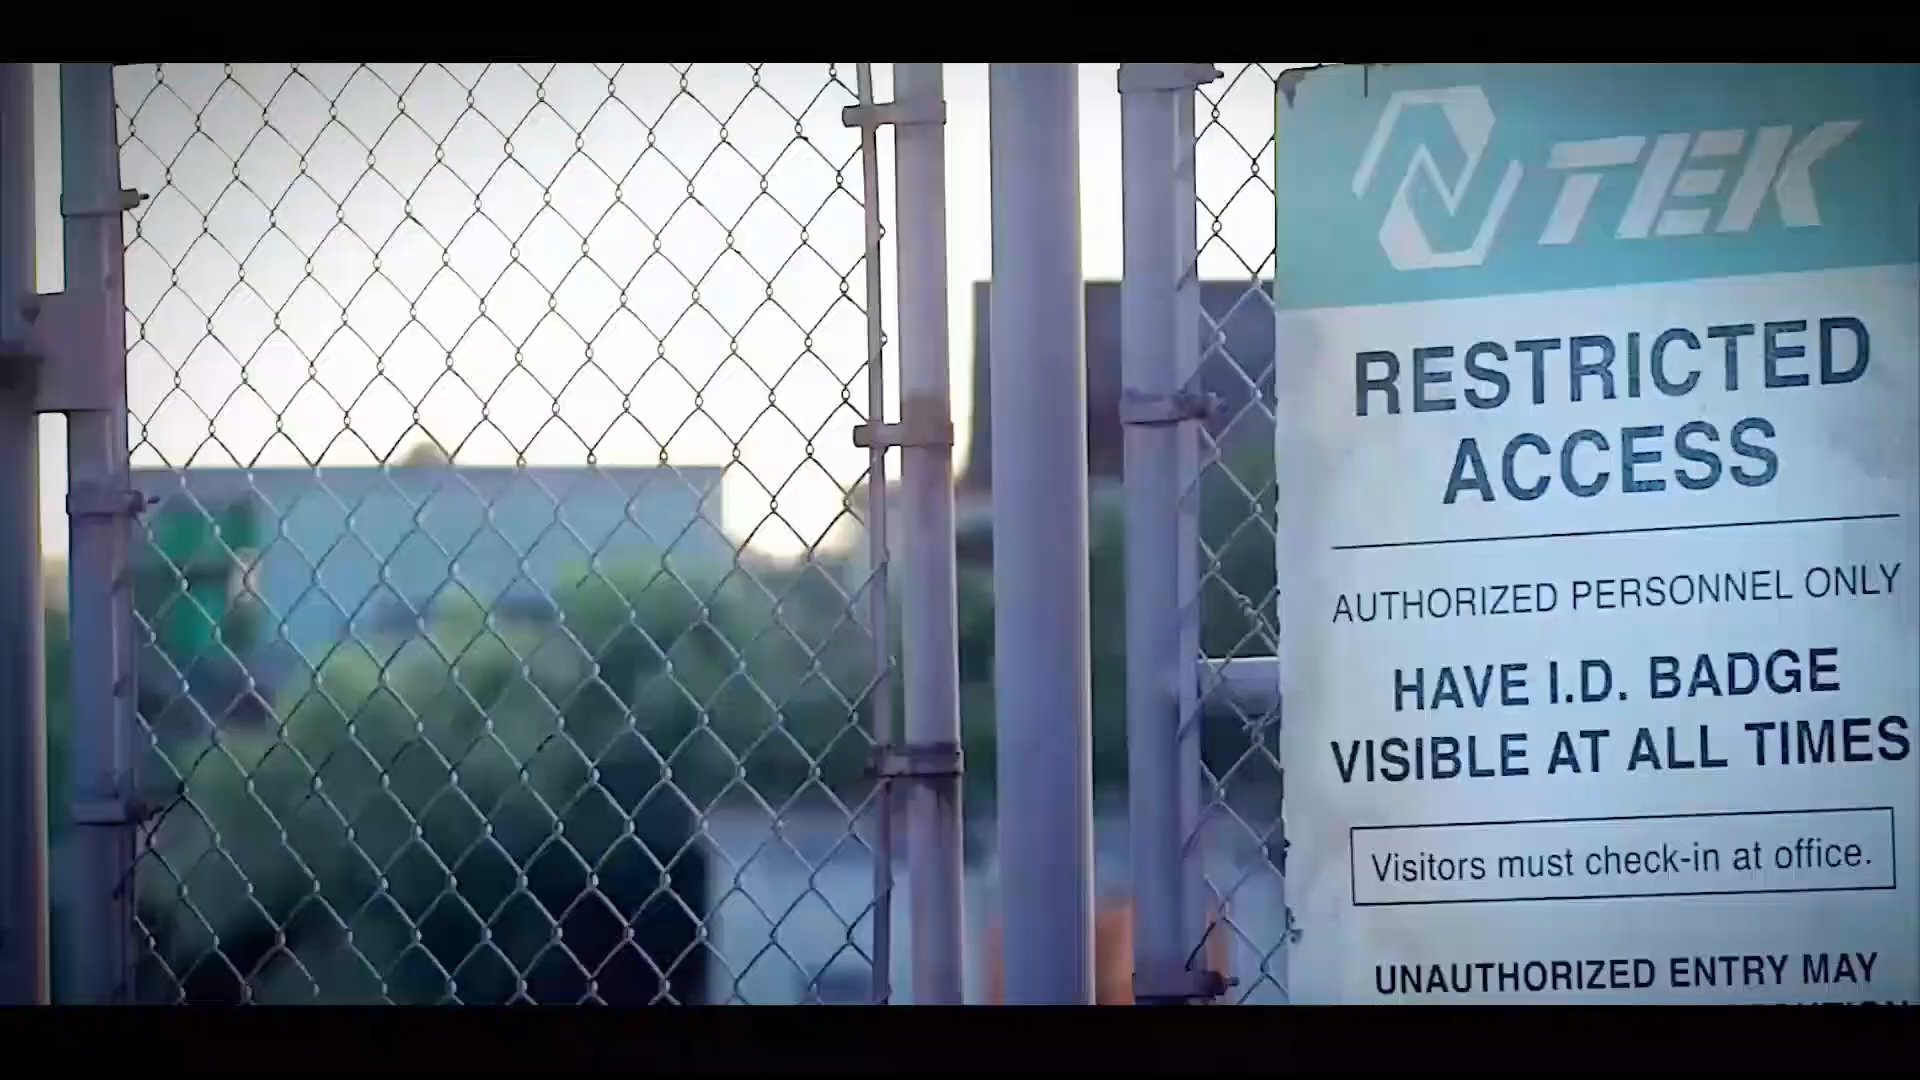 NTEK
RESTRICTED
ACCESS
AUTHORIZED PERSONNEL ONLY
HAVE I.D. BADGE
VISIBLE AT ALL TIMES
Visitors must check-in at office.
UNAUTHORIZED ENTRY MAY